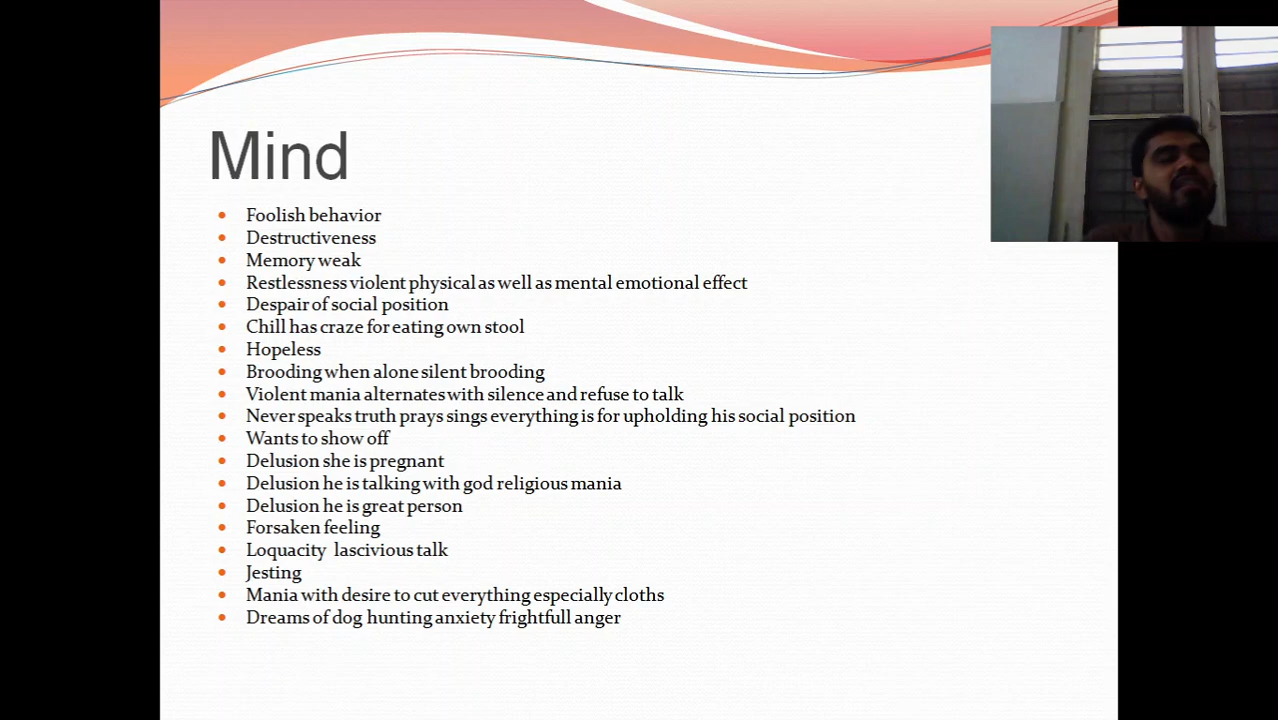 Mind
Foolish behavior
Destructiveness
Memory weak
Restlessness violent physical as well as mental emotional effect
Despair of social position
Chill has craze for eating own stool
Hopeless
Brooding when alone silent brooding
Violent mania alternates with silence and refuse to talk
Never speaks truth prays sings everything is for upholding his social position
Wants to show off
Delusion she is pregnant
Delusion he is talking with god religious mania
Delusion he is great person
Forsaken feeling
Loquacity lascivious talk
Jesting
Mania with desire to cut everything especially cloths
Dreams of dog hunting anxiety frightfull anger